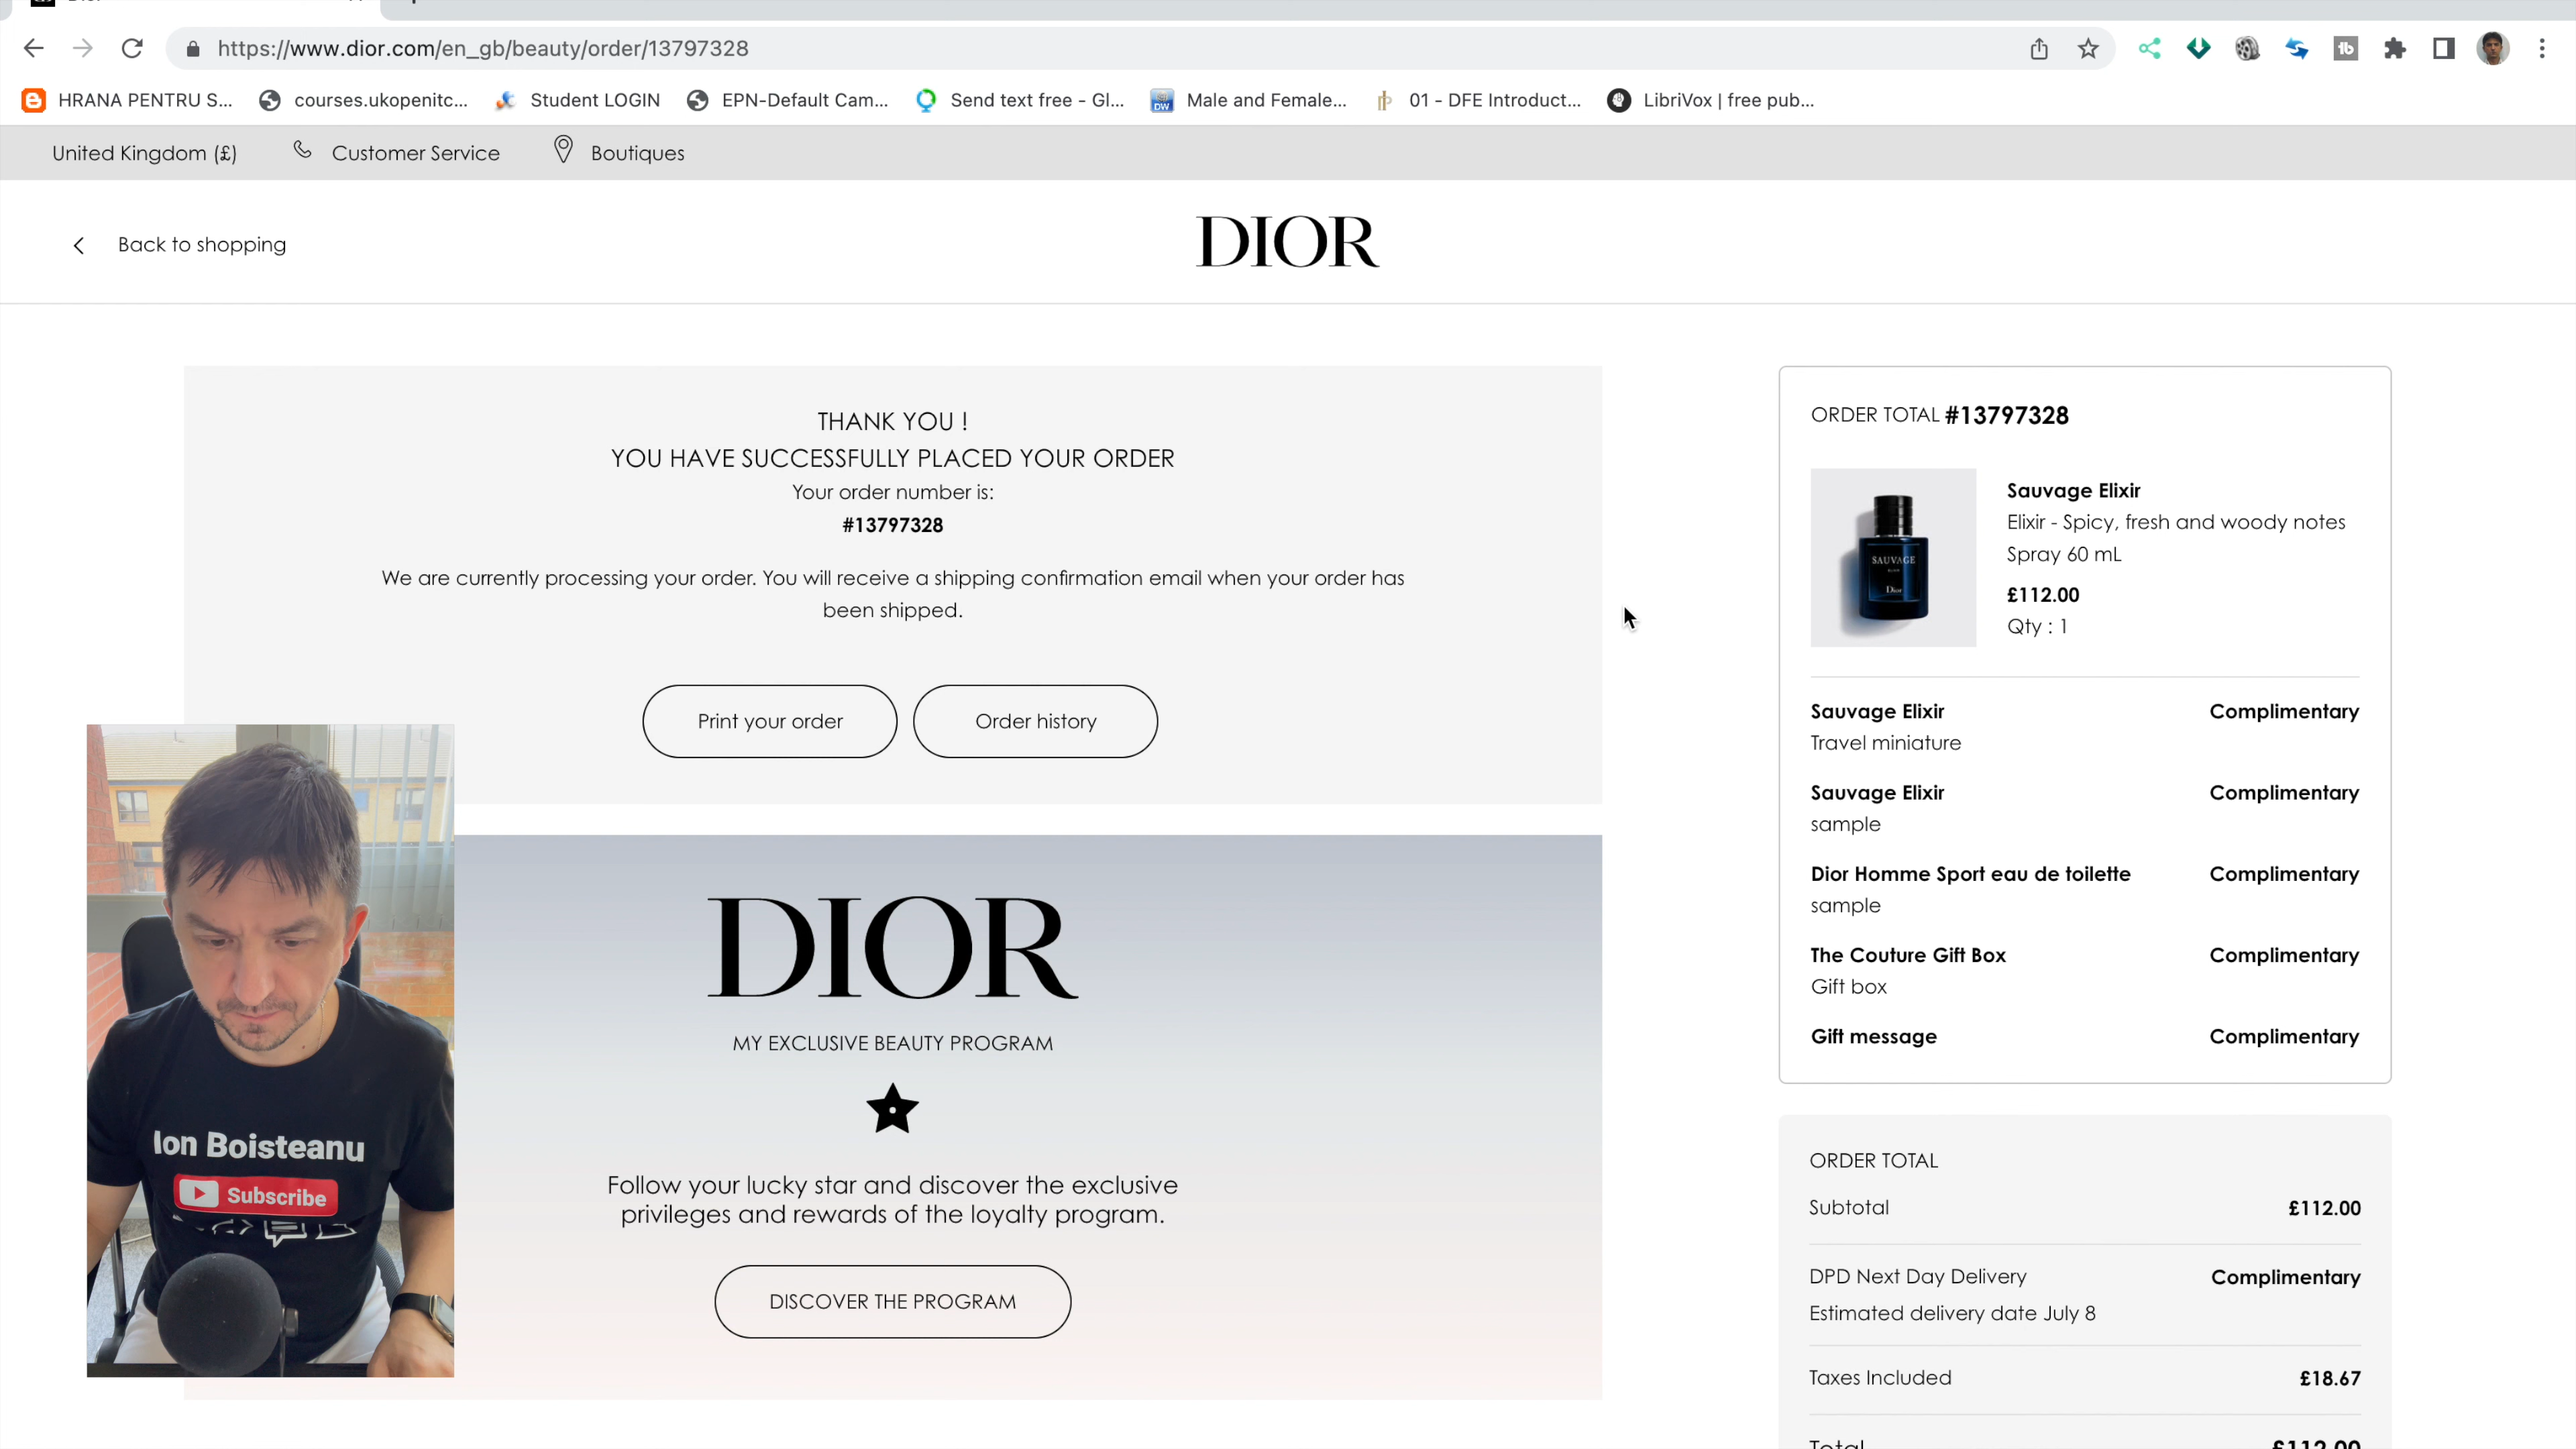 https://www.dior.com/en_gb/beauty/order/13797328
HRANA PENTRU S...
courses.ukopenitc...
Student LOGIN
EPN-Default Cam...
Send text free - Gl...
DW
Male and Female...
01 - DFE Introduct...
LibriVox | free pub...
United Kingdom (£)
Customer Service
Boutiques
Back to shopping
DIOR
THANK YOU !
YOU HAVE SUCCESSFULLY PLACED YOUR ORDER
Your order number is:
#13797328
We are currently processing your order. You will receive a shipping confirmation email when your order has
been shipped.
Print your order
Order history
DIOR
MY EXCLUSIVE BEAUTY PROGRAM
Follow your lucky star and discover the exclusive
privileges and rewards of the loyalty program.
DISCOVER THE PROGRAM
Ion Boisteanu
Subscribe
ORDER TOTAL #13797328
SAUVAGE
Dior
Sauvage Elixir
Elixir - Spicy, fresh and woody notes
Spray 60 mL
£112.00
Qty : 1
Sauvage Elixir Complimentary
Travel miniature
Sauvage Elixir Complimentary
sample
Dior Homme Sport eau de toilette Complimentary
sample
The Couture Gift Box Complimentary
Gift box
Gift message Complimentary
ORDER TOTAL
Subtotal £112.00
DPD Next Day Delivery Complimentary
Estimated delivery date July 8
Taxes Included £18.67
Total £112.00